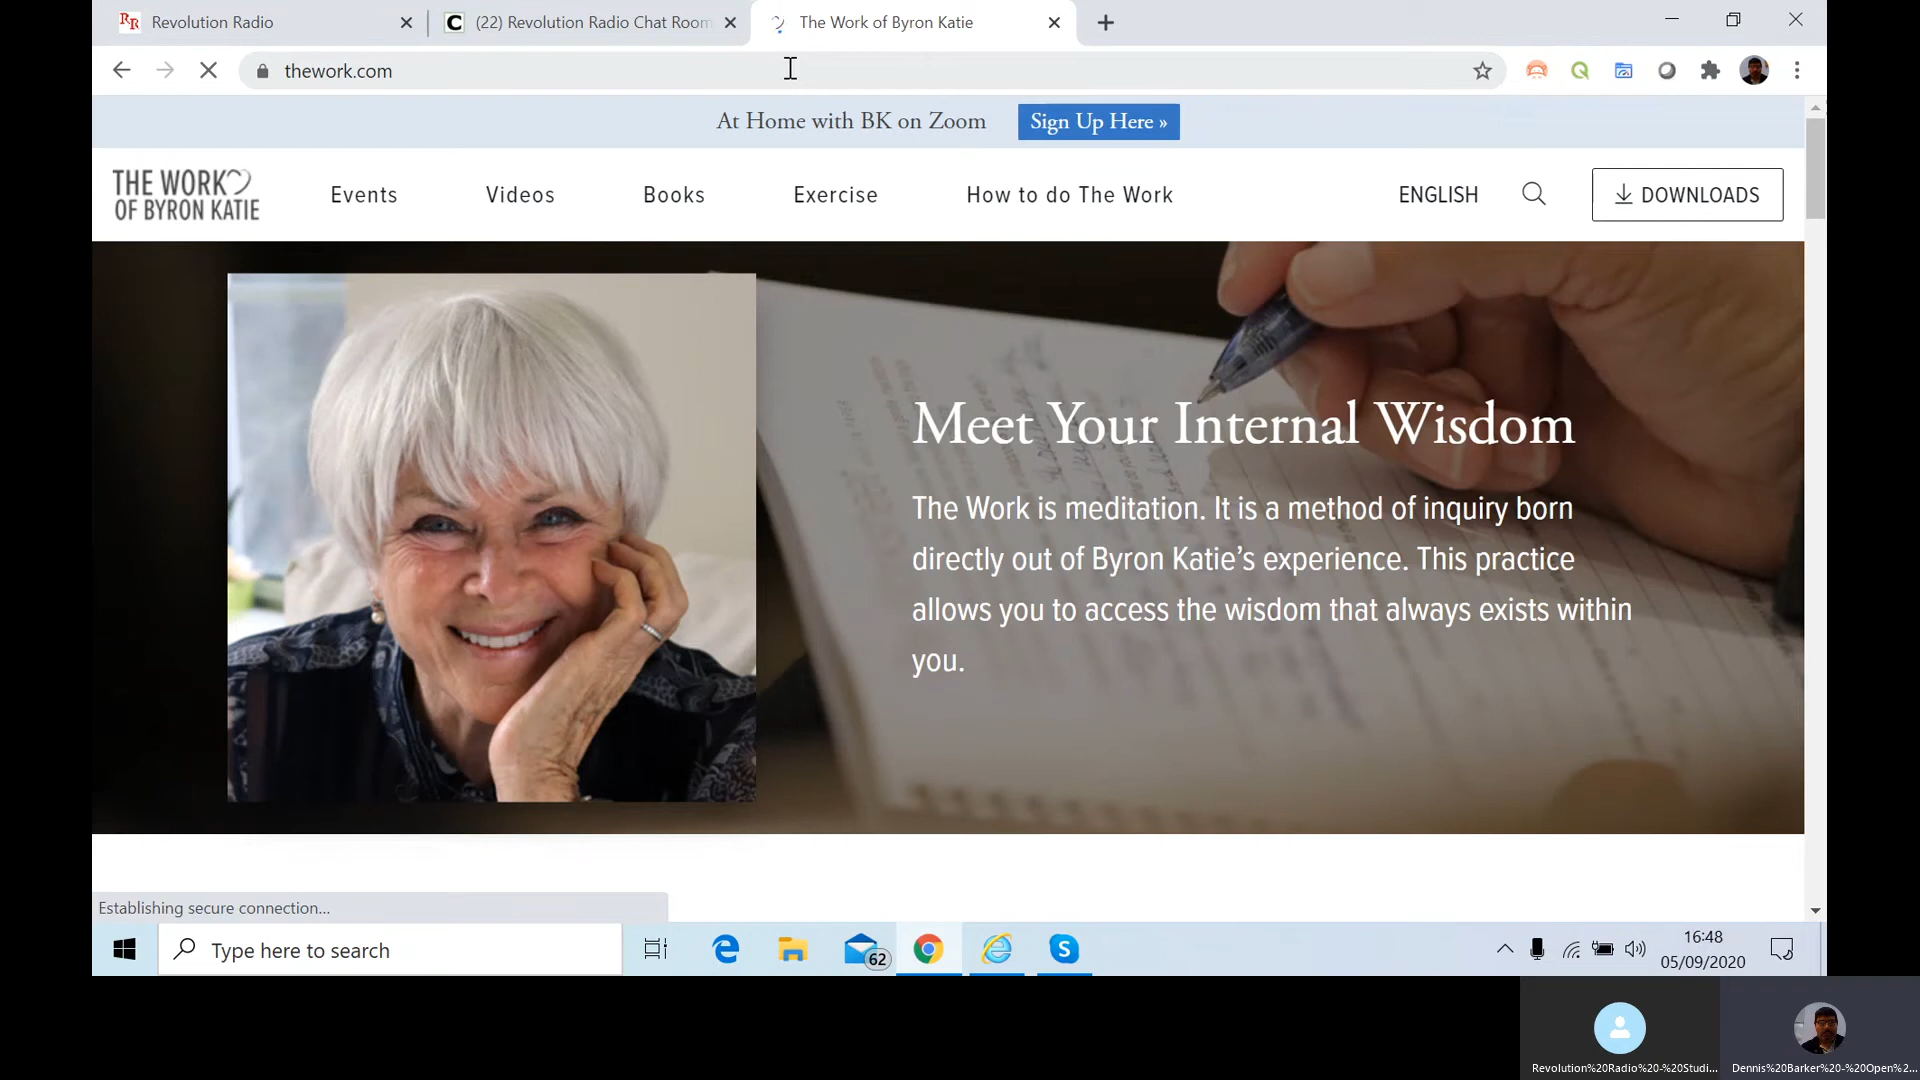 Revolution Radio
(22) Revolution Radio Chat Room
The Work of Byron Katie
thework.com
At Home with BK on Zoom
Sign Up Here »
THE WORK
OF BYRON KATIE
Events
Videos
Books
Exercise
How to do The Work
ENGLISH
DOWNLOADS
Meet Your Internal Wisdom
The Work is meditation. It is a method of inquiry born
directly out of Byron Katie’s experience. This practice
allows you to access the wisdom that always exists within
you.
Establishing secure connection...
Type here to search
62
16:48
05/09/2020
Revolution%20Radio%20-%20Studi...
Dennis%20Barker%20-%20Open%2...